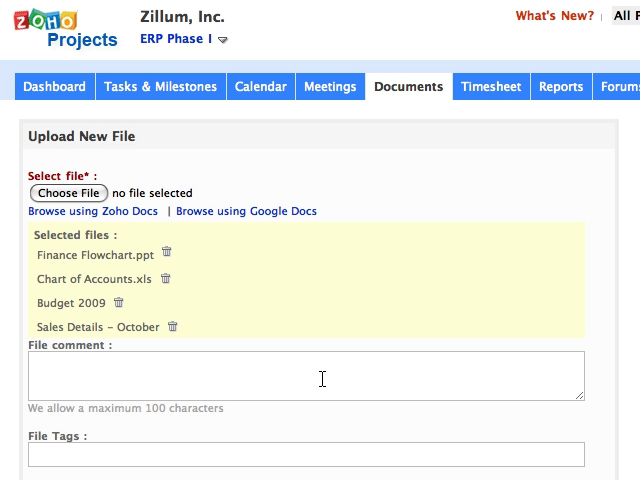 ZOHO Projects
Zillum, Inc.
ERP Phase I
What's New? | All
Dashboard Tasks & Milestones Calendar Meetings Documents Timesheet Reports Forum
Upload New File
Select file* :
Choose File no file selected
Browse using Zoho Docs | Browse using Google Docs
Selected files :
Finance Flowchart.ppt
Chart of Accounts.xls
Budget 2009
Sales Details - October
File comment :
We allow a maximum 100 characters
File Tags :